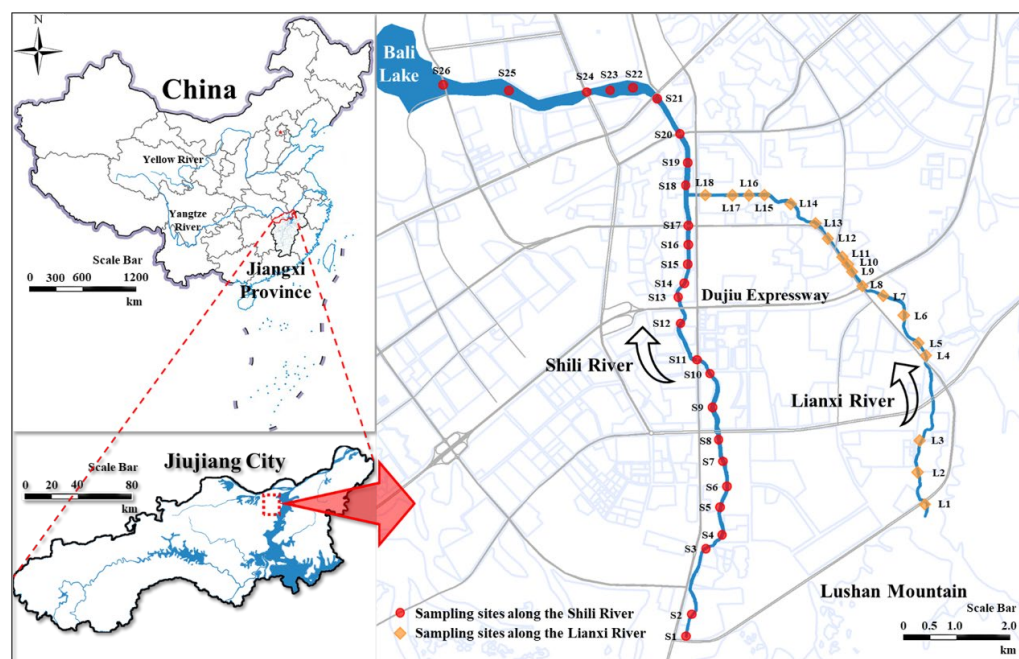 N
China
Yellow River
Yangtze
River
Scale Bar
0 300 600 1200
km
Jiangxi
Province
Jiujiang City
Scale Bar
0 40 80
km
Bali
Lake
S26
S25
S24
S23
S22
S21
S20
S19
S18
S17
S16
S15
S14
S13
S12
S11
S10
S9
S8
S7
S6
S5
S4
S3
S2
S1
L18
L17
L16
L15
L14
L13
L12
L11
L10
L9
L8
L7
L6
L5
L4
L3
L2
L1
Dujiu Expressway
Shili River
Lianxi River
Lushan Mountain
Sampling sites along the Shili River
Sampling sites along the Lianxi River
Scale Bar
0 0.5 1.0 2.0
km